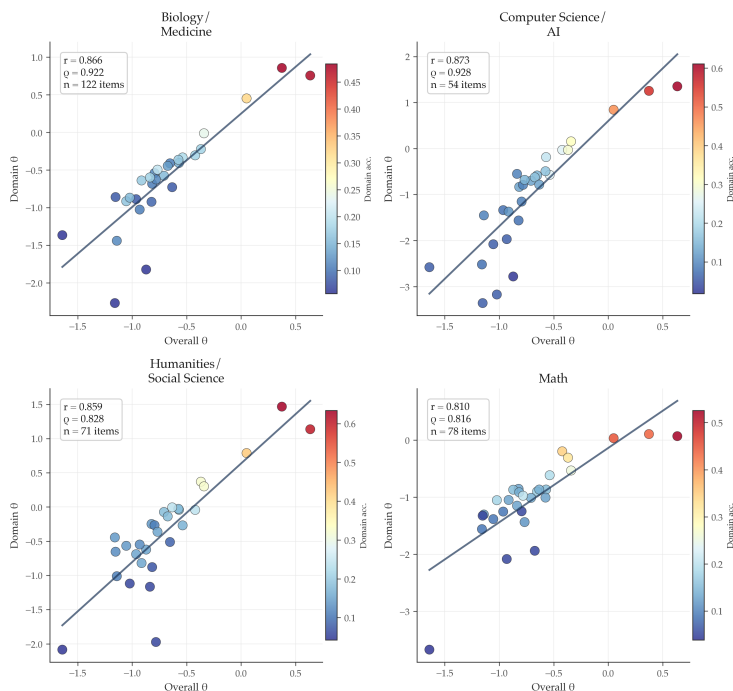 Biology/
Medicine
r = 0.866
ϱ = 0.922
n = 122 items
1.0
0.5
0.0
−0.5
−1.0
−1.5
−2.0
Domain θ
−1.5
−1.0
−0.5
0.0
0.5
Overall θ
0.45
0.40
0.35
0.30
0.25
0.20
0.15
0.10
Domain acc.
Computer Science/
AI
r = 0.873
ϱ = 0.928
n = 54 items
2
1
0
−1
−2
−3
Domain θ
−1.5
−1.0
−0.5
0.0
0.5
Overall θ
0.6
0.5
0.4
0.3
0.2
0.1
Domain acc.
Humanities/
Social Science
r = 0.859
ϱ = 0.828
n = 71 items
1.5
1.0
0.5
0.0
−0.5
−1.0
−1.5
−2.0
Domain θ
−1.5
−1.0
−0.5
0.0
0.5
Overall θ
0.6
0.5
0.4
0.3
0.2
0.1
Domain acc.
Math
r = 0.810
ϱ = 0.816
n = 78 items
0
−1
−2
−3
Domain θ
−1.5
−1.0
−0.5
0.0
0.5
Overall θ
0.5
0.4
0.3
0.2
0.1
Domain acc.